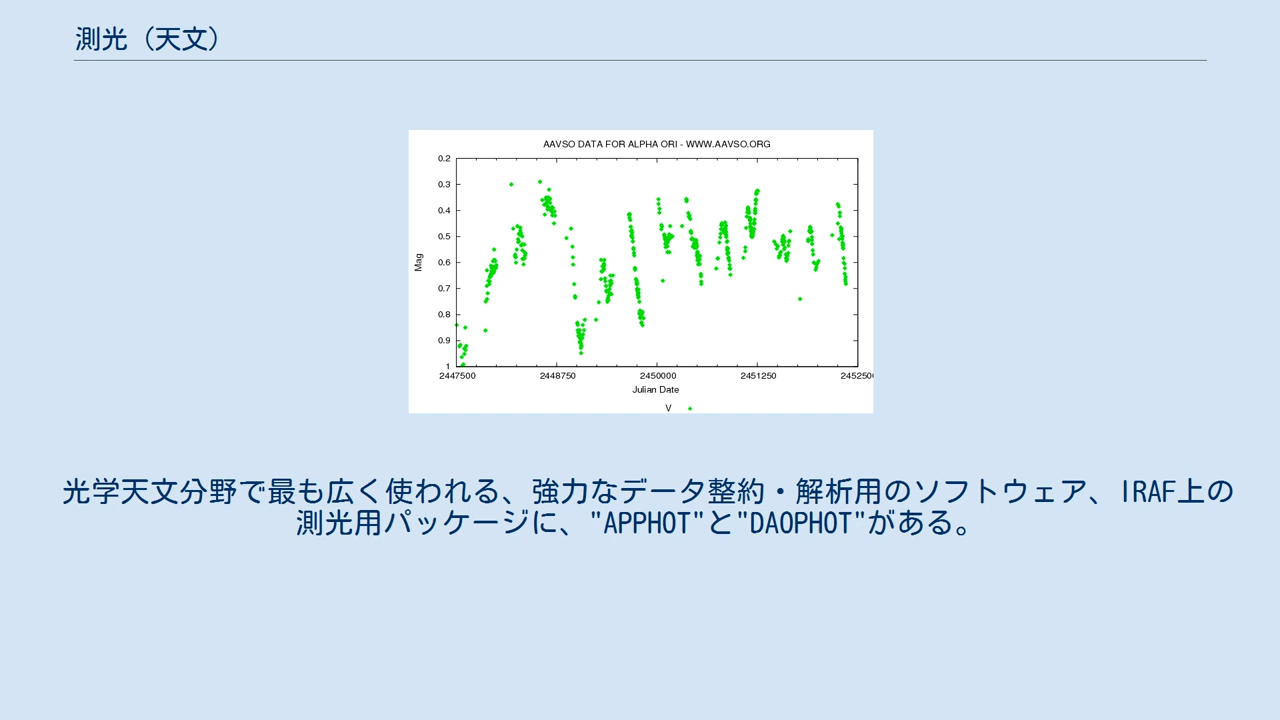 測光（天文）
AAVSO DATA FOR ALPHA ORI - WWW.AAVSO.ORG
0.2
0.3
0.4
0.5
0.6
0.7
0.8
0.9
1
Mag
2447500 2448750 2450000 2451250 245250
Julian Date
V
光学天文分野で最も広く使われる、強力なデータ整約・解析用のソフトウェア、IRAF上の
測光用パッケージに、"APPHOT"と"DAOPHOT"がある。